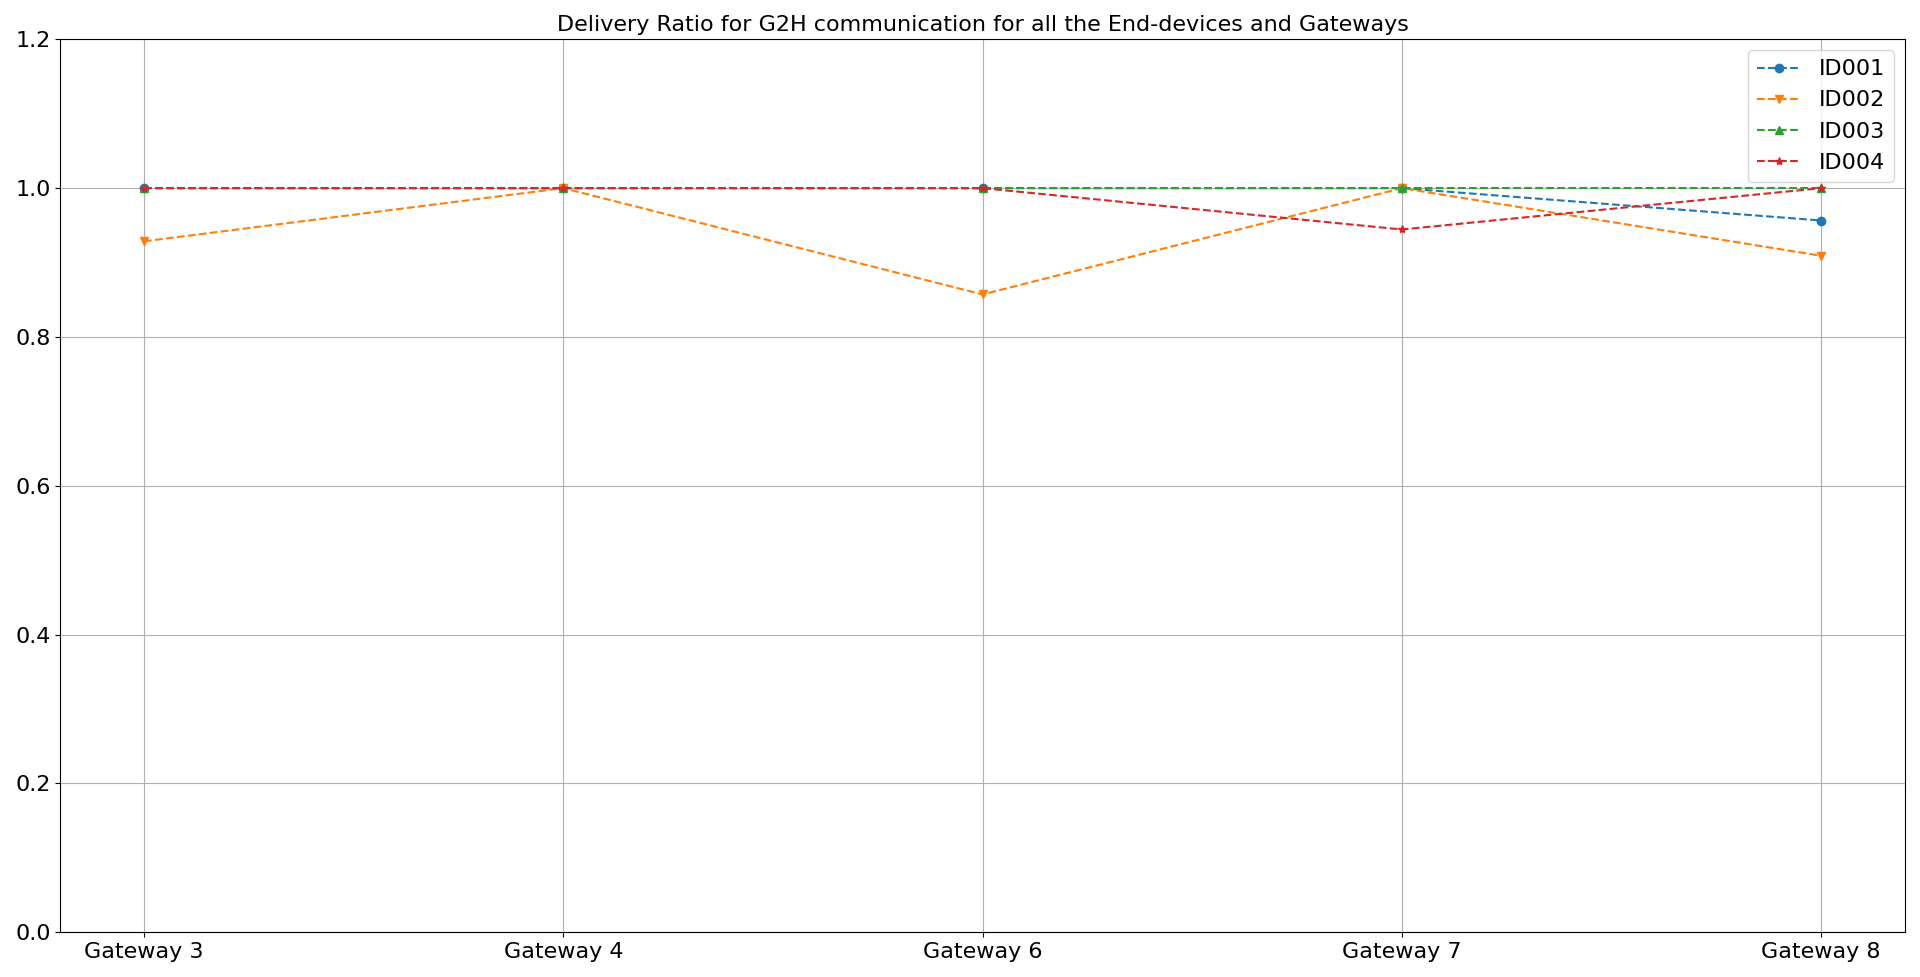 Delivery Ratio for G2H communication for all the End-devices and Gateways
1.2
1.0
0.8
0.6
0.4
0.2
0.0
ID001
ID002
ID003
ID004
Gateway 3 Gateway 4 Gateway 6 Gateway 7 Gateway 8